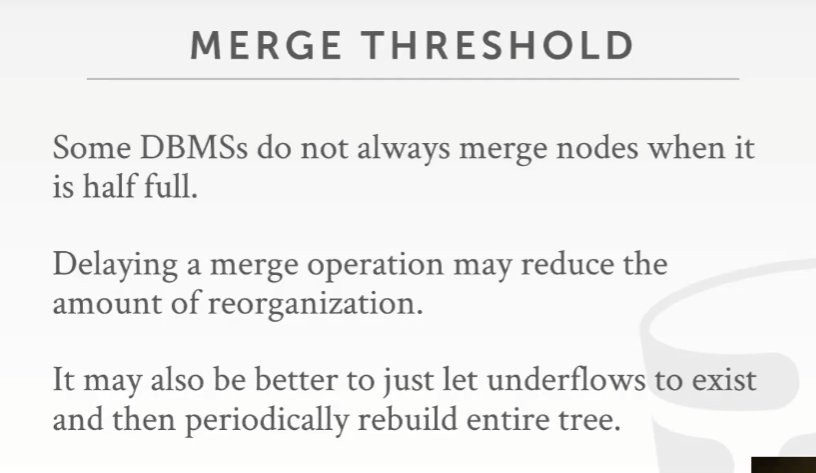 MERGE THRESHOLD
Some DBMSs do not always merge nodes when it
is half full.
Delaying a merge operation may reduce the
amount of reorganization.
It may also be better to just let underflows to exist
and then periodically rebuild entire tree.